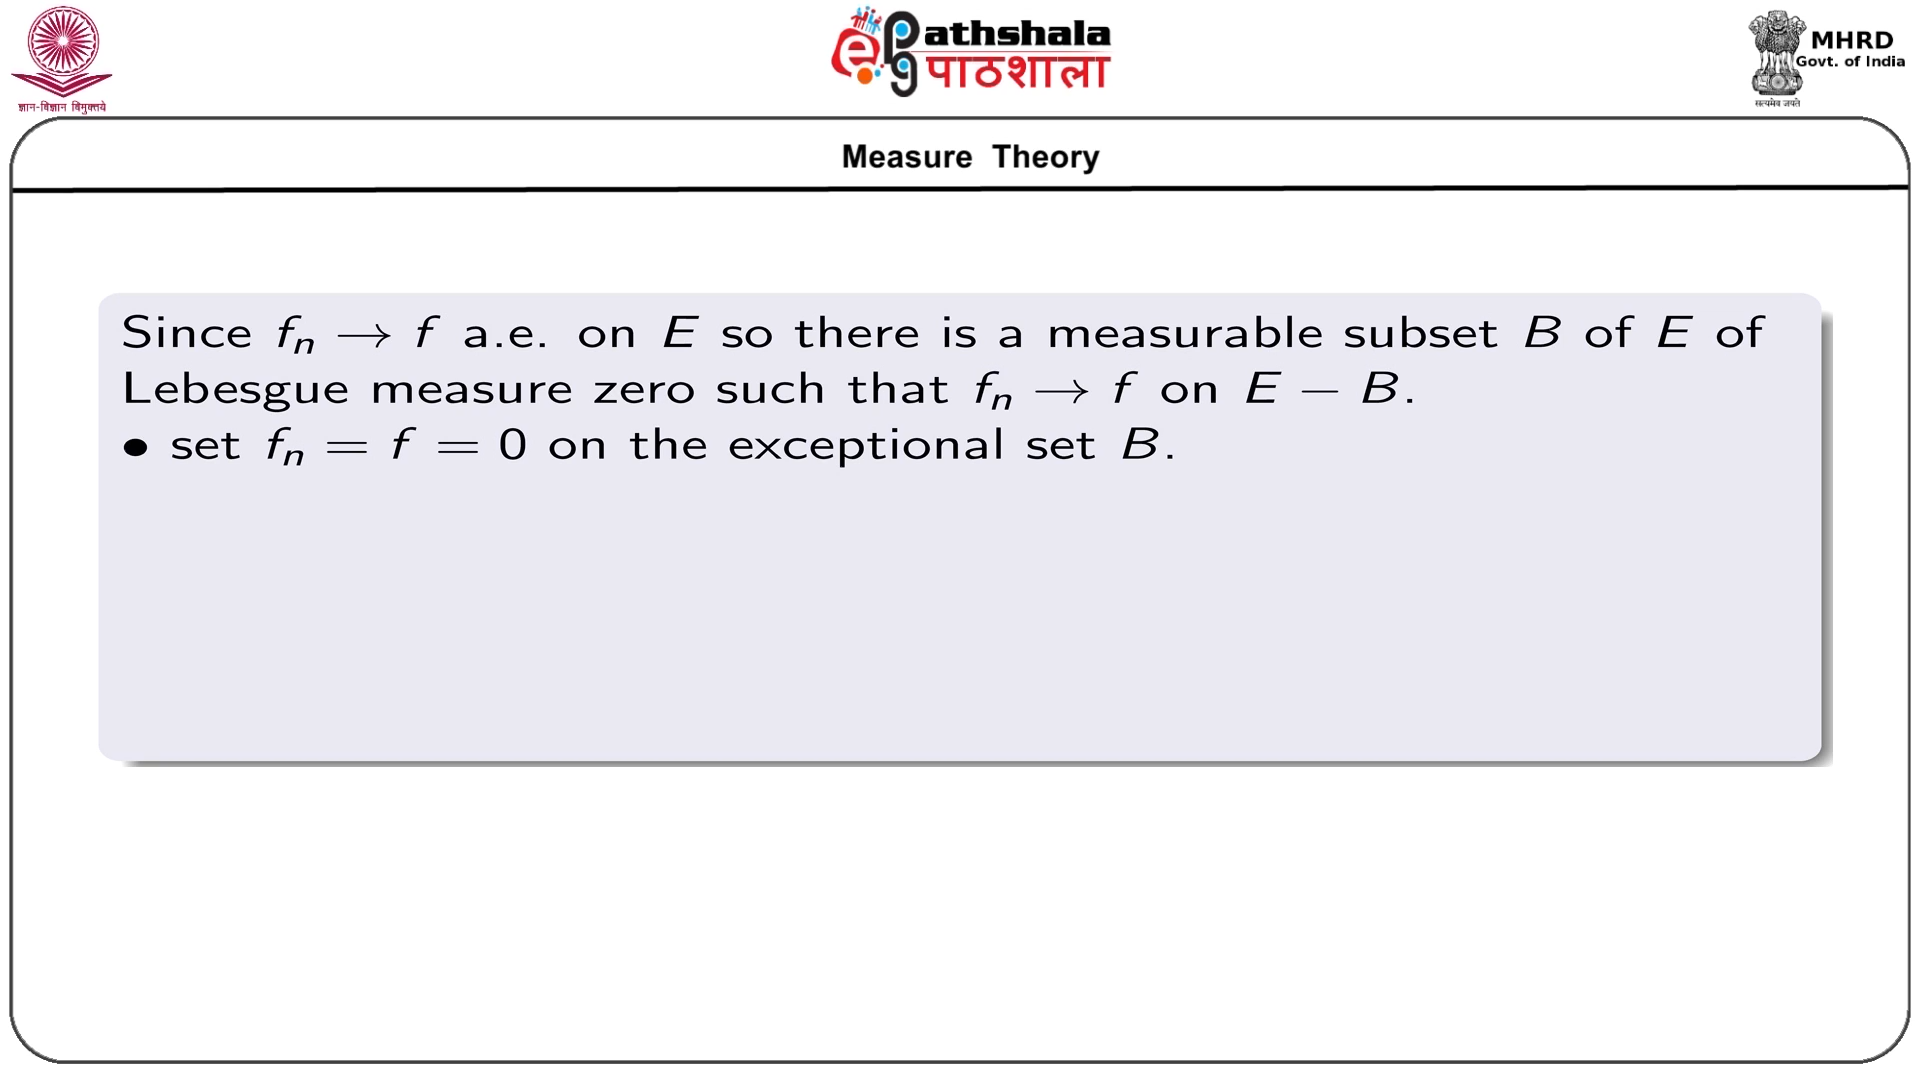 ज्ञान-विज्ञान विमुक्तये
ePathshala
पाठशाला
MHRD
Govt. of India
सत्यमेव जयते
Measure Theory
Since fₙ → f a.e. on E so there is a measurable subset B of E of
Lebesgue measure zero such that fₙ → f on E − B.
• set fₙ = f = 0 on the exceptional set B.